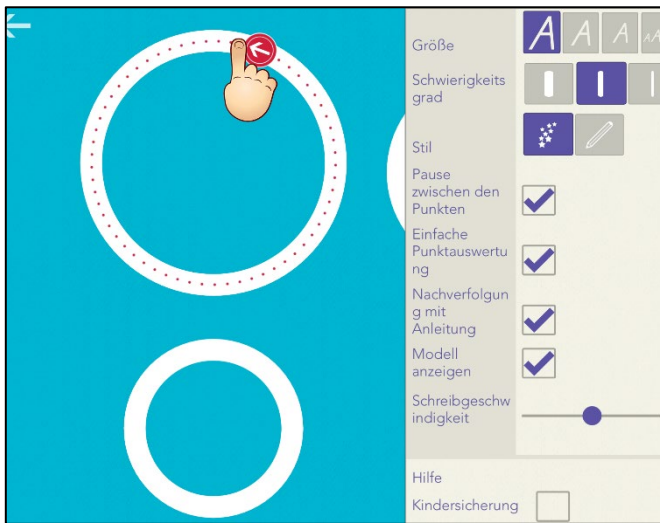 Größe
A A A AA
Schwierigkeits
grad
Stil
Pause
zwischen den
Punkten
Einfache
Punktauswertu
ng
Nachverfolgun
g mit
Anleitung
Modell
anzeigen
Schreibgeschw
indigkeit
Hilfe
Kindersicherung